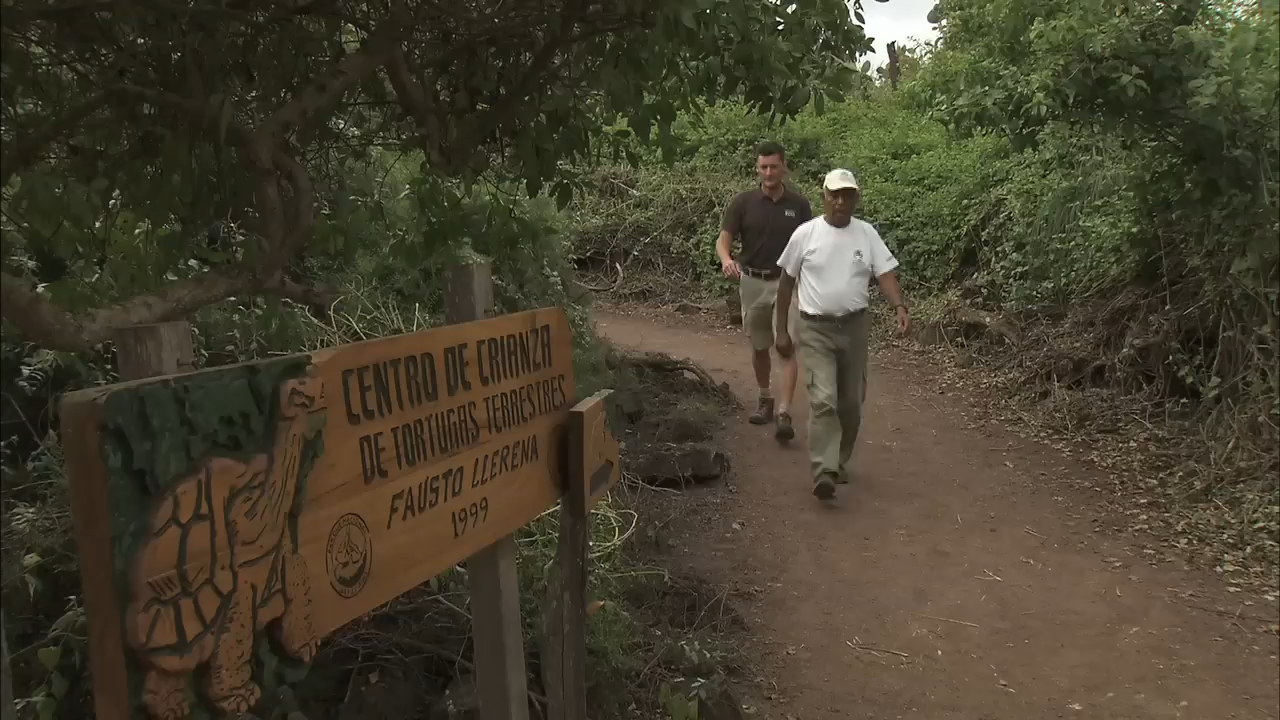 CENTRO DE CRIANZA
DE TORTUGAS TERRESTRES
FAUSTO LLERENA
1999